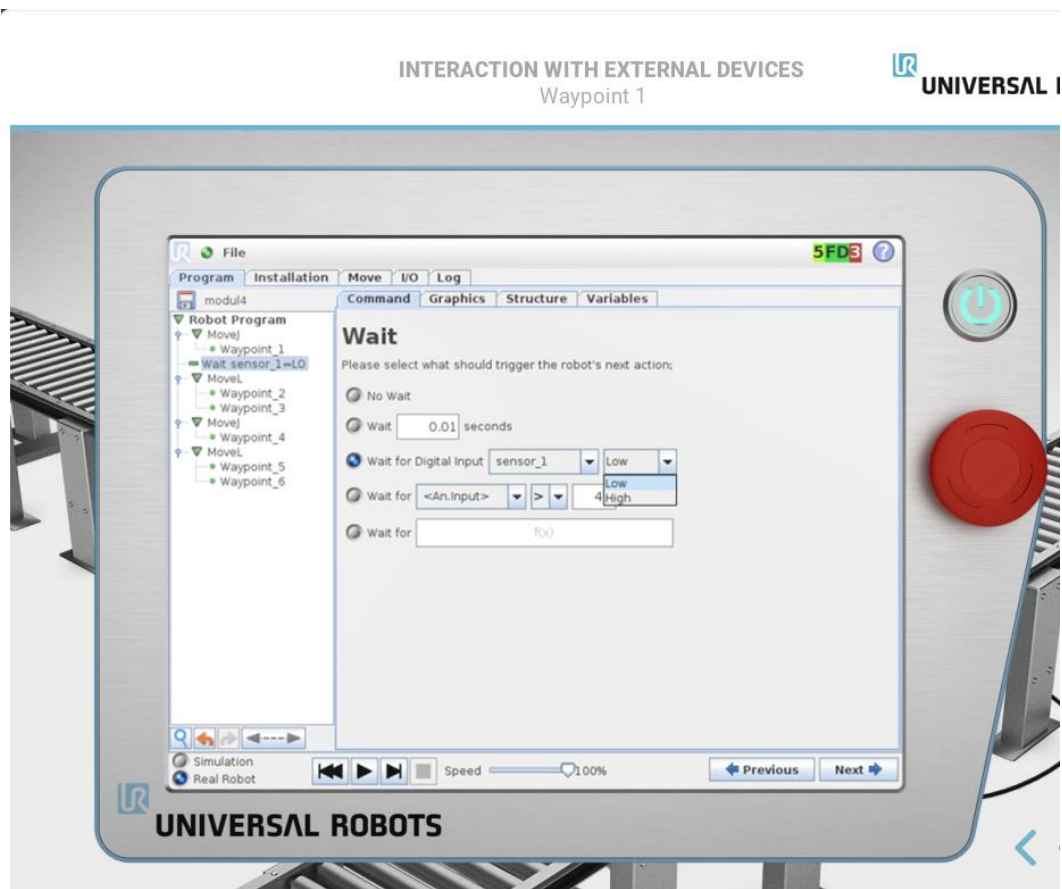 INTERACTION WITH EXTERNAL DEVICES
Waypoint 1
UNIVERSAL
File
5FD3
?
Program Installation Move I/O Log
modul4
Command Graphics Structure Variables
Robot Program
MoveJ
Waypoint_1
Wait sensor_1=LO
MoveL
Waypoint_2
Waypoint_3
MoveJ
Waypoint_4
MoveL
Waypoint_5
Waypoint_6
Wait
Please select what should trigger the robot's next action:
No Wait
Wait 0.01 seconds
Wait for Digital Input sensor_1 Low
Low
High
Wait for <An.Input> > 4
Wait for f(x)
Simulation
Real Robot
Speed 100%
Previous Next
UNIVERSAL ROBOTS